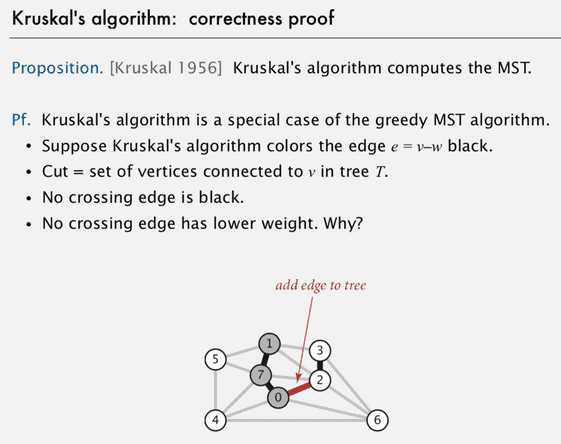 Kruskal's algorithm: correctness proof
Proposition. [Kruskal 1956] Kruskal's algorithm computes the MST.
Pf. Kruskal's algorithm is a special case of the greedy MST algorithm.
• Suppose Kruskal's algorithm colors the edge e = v–w black.
• Cut = set of vertices connected to v in tree T.
• No crossing edge is black.
• No crossing edge has lower weight. Why?
add edge to tree
1
3
5
7
2
0
4
6